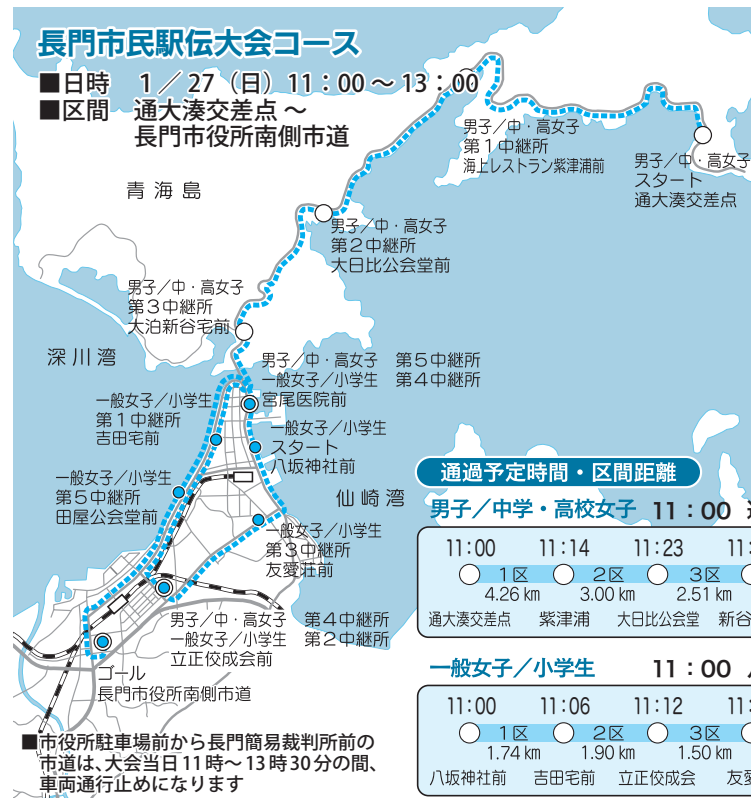 長門市民駅伝大会コース
■日時　1／27（日）11：00～13：00
■区間　通大湊交差点～
長門市役所南側市道
男子／中・高女子
第1中継所
海上レストラン紫津浦前
男子／中・高女子
スタート
通大湊交差点
青海島
男子／中・高女子
第2中継所
大日比公会堂前
男子／中・高女子
第3中継所
大泊新谷宅前
深川湾
男子／中・高女子　第5中継所
一般女子／小学生　第4中継所
宮尾医院前
一般女子／小学生
第1中継所
吉田宅前
一般女子／小学生
スタート
八坂神社前
一般女子／小学生
第5中継所
田屋公会堂前
仙崎湾
一般女子／小学生
第3中継所
友愛荘前
男子／中・高女子　第4中継所
一般女子／小学生　第2中継所
立正佼成会前
ゴール
長門市役所南側市道
■市役所駐車場前から長門簡易裁判所前の
市道は、大会当日11時～13時30分の間、
車両通行止めになります
通過予定時間・区間距離
男子／中学・高校女子　11：00
11:00　11:14　11:23　11:
1区　2区　3区
4.26 km　3.00 km　2.51 km
通大湊交差点　紫津浦　大日比公会堂　新谷
一般女子／小学生　11：00
11:00　11:06　11:12　11:
1区　2区　3区
1.74 km　1.90 km　1.50 km
八坂神社前　吉田宅前　立正佼成会　友愛